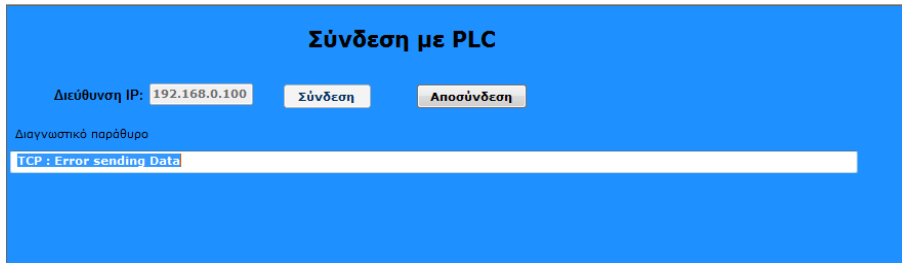 Σύνδεση με PLC
Διεύθυνση IP: 192.168.0.100 Σύνδεση Αποσύνδεση
Διαγνωστικό παράθυρο
TCP : Error sending Data